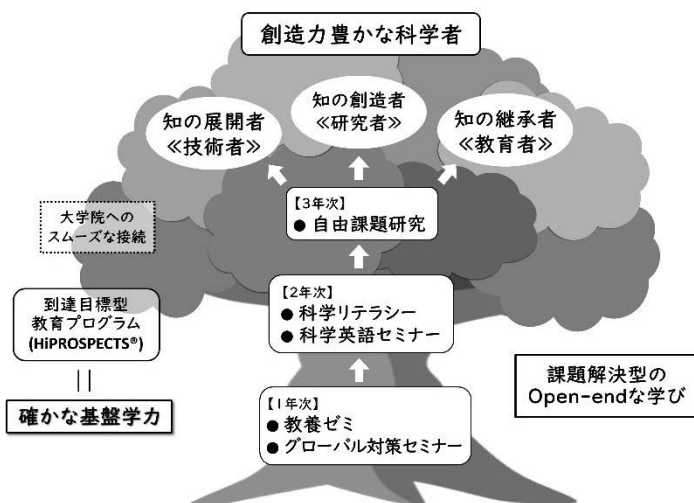 創造力豊かな科学者
知の創造者
≪研究者≫
知の展開者
≪技術者≫
知の継承者
≪教育者≫
【3年次】
● 自由課題研究
大学院への
スムーズな接続
【2年次】
● 科学リテラシー
● 科学英語セミナー
到達目標型
教育プログラム
(HiPROSPECTS®)
||
確かな基盤学力
課題解決型の
Open-endな学び
【1年次】
● 教養ゼミ
● グローバル対策セミナー